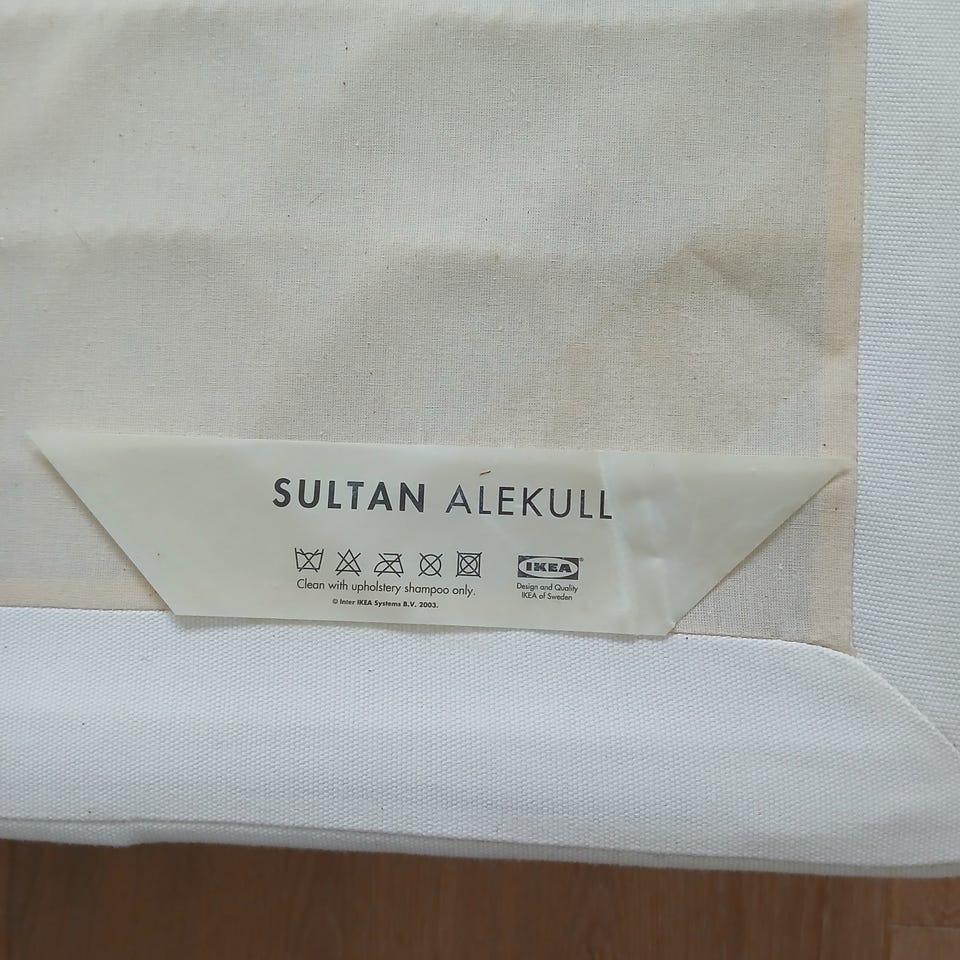 SULTAN ALEKULL
Clean with upholstery shampoo only.
© Inter IKEA Systems B.V. 2003.
IKEA®
Design and Quality
IKEA of Sweden